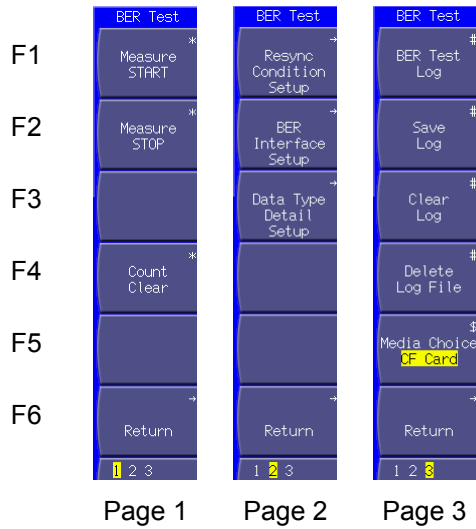 BER Test
BER Test
BER Test
F1
*
Measure
START
→
Resync
Condition
Setup
#
BER Test
Log
F2
*
Measure
STOP
→
BER
Interface
Setup
#
Save
Log
F3
→
Data Type
Detail
Setup
#
Clear
Log
F4
*
Count
Clear
#
Delete
Log File
F5
$
Media Choice
CF Card
F6
→
Return
→
Return
→
Return
1 2 3
1 2 3
1 2 3
Page 1
Page 2
Page 3